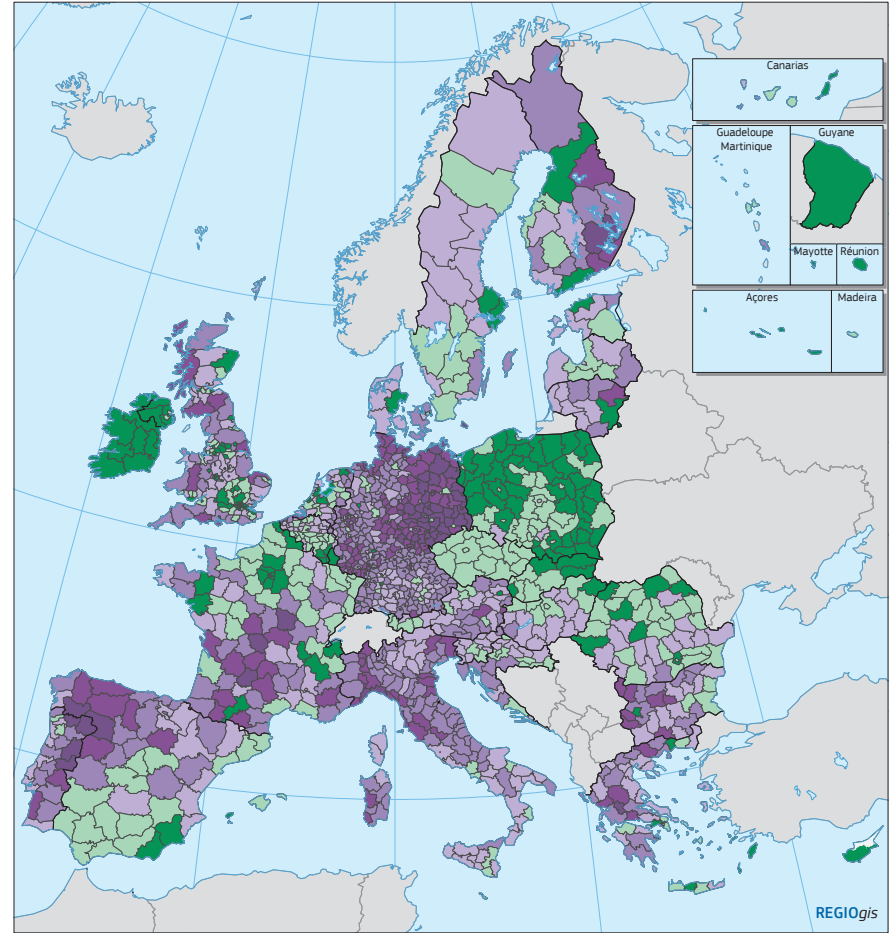 Canarias
Guadeloupe
Martinique
Guyane
Mayotte
Réunion
Açores
Madeira
REGIOgis